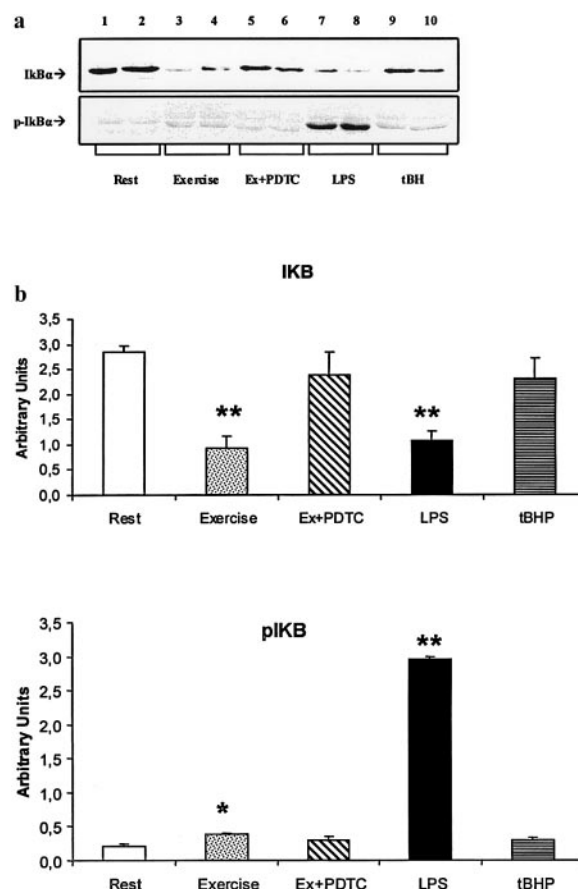 a
1 2 3 4 5 6 7 8 9 10
IkBα→
p-IkBα→
Rest Exercise Ex+PDTC LPS tBH
b
IKB
Arbitrary Units
3,5
3,0
2,5
2,0
1,5
1,0
0,5
0,0
** **
Rest Exercise Ex+PDTC LPS tBHP
pIKB
Arbitrary Units
3,5
3,0
2,5
2,0
1,5
1,0
0,5
0,0
* **
Rest Exercise Ex+PDTC LPS tBHP